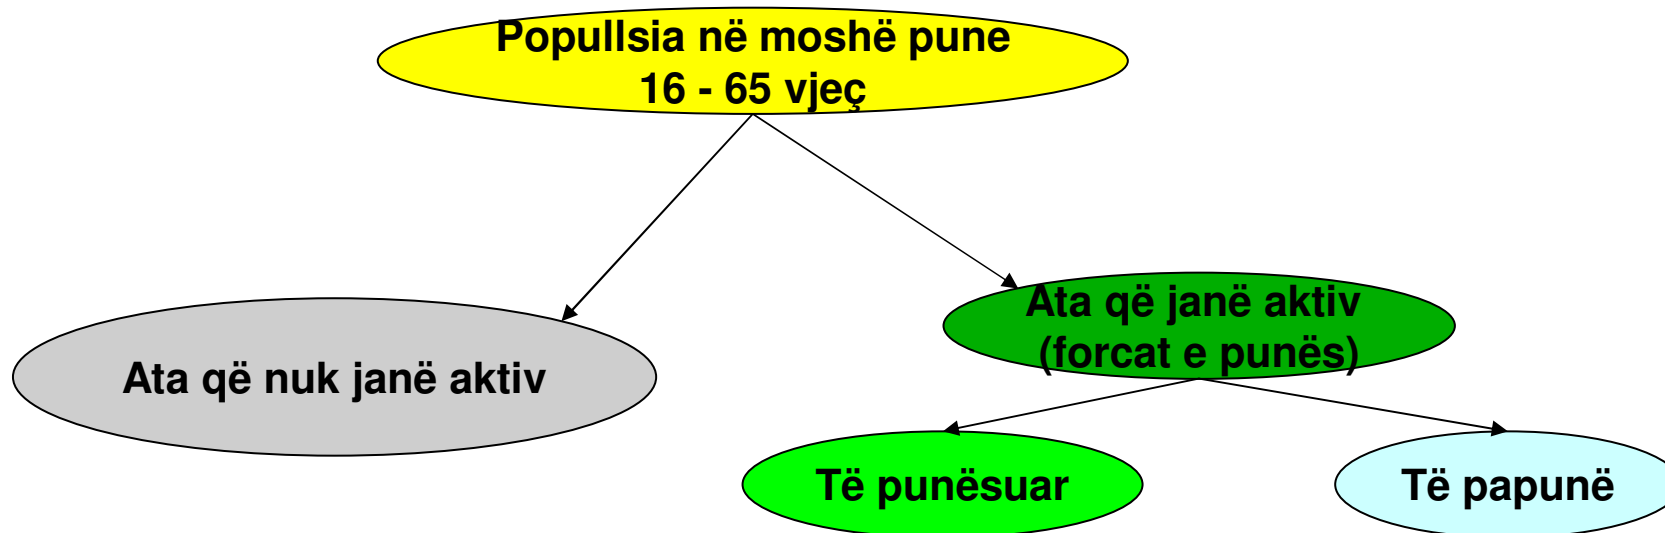 Popullsia në moshë pune
16 - 65 vjeç
Ata që janë aktiv
(forcat e punës)
Ata që nuk janë aktiv
Të punësuar
Të papunë